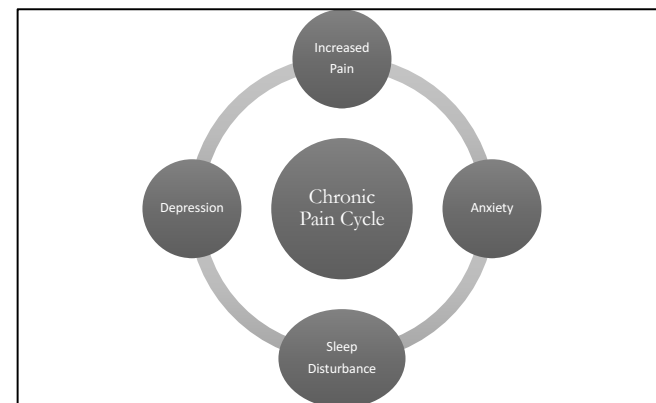 Increased
Pain
Depression
Chronic
Pain Cycle
Anxiety
Sleep
Disturbance